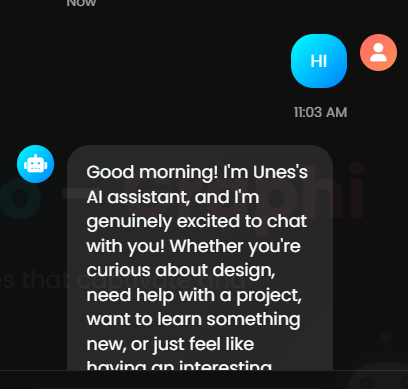 Now
HI
11:03 AM
Good morning! I'm Unes's
AI assistant, and I'm
genuinely excited to chat
with you! Whether you're
curious about design,
need help with a project,
want to learn something
new, or just feel like
having an interesting